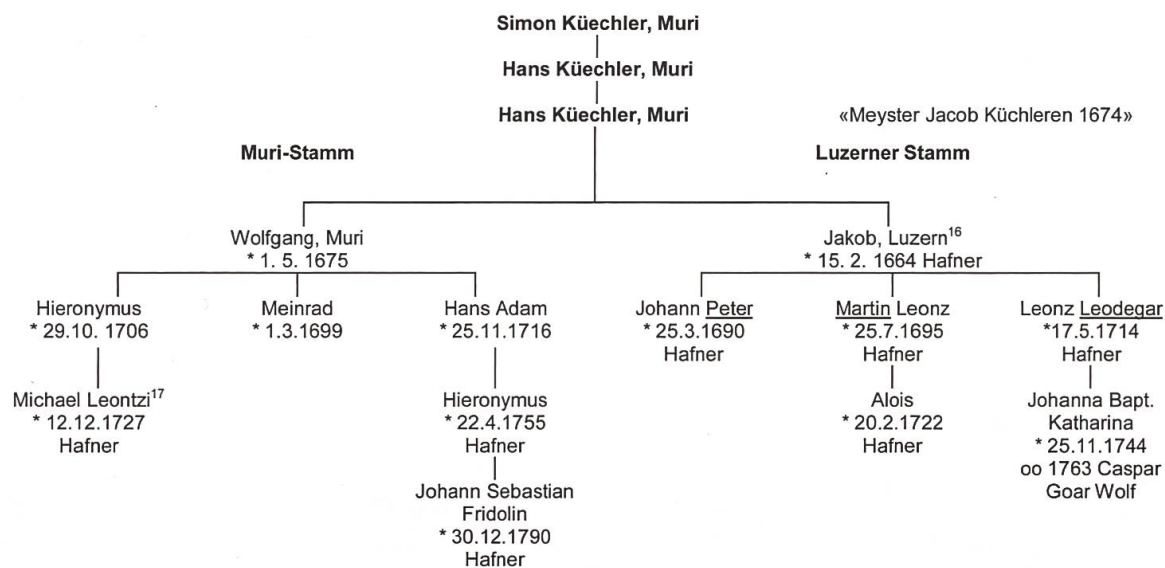 Simon Küechler, Muri
Hans Küechler, Muri
Hans Küechler, Muri
«Meyster Jacob Küchleren 1674»
Muri-Stamm
Luzerner Stamm
Wolfgang, Muri
* 1. 5. 1675
Jakob, Luzern16
* 15. 2. 1664 Hafner
Hieronymus
* 29.10. 1706
Meinrad
* 1.3.1699
Hans Adam
* 25.11.1716
Johann Peter
* 25.3.1690
Hafner
Martin Leonz
* 25.7.1695
Hafner
Leonz Leodegar
*17.5.1714
Hafner
Michael Leontzi17
* 12.12.1727
Hafner
Hieronymus
* 22.4.1755
Hafner
Alois
* 20.2.1722
Hafner
Johanna Bapt.
Katharina
* 25.11.1744
oo 1763 Caspar
Goar Wolf
Johann Sebastian
Fridolin
* 30.12.1790
Hafner